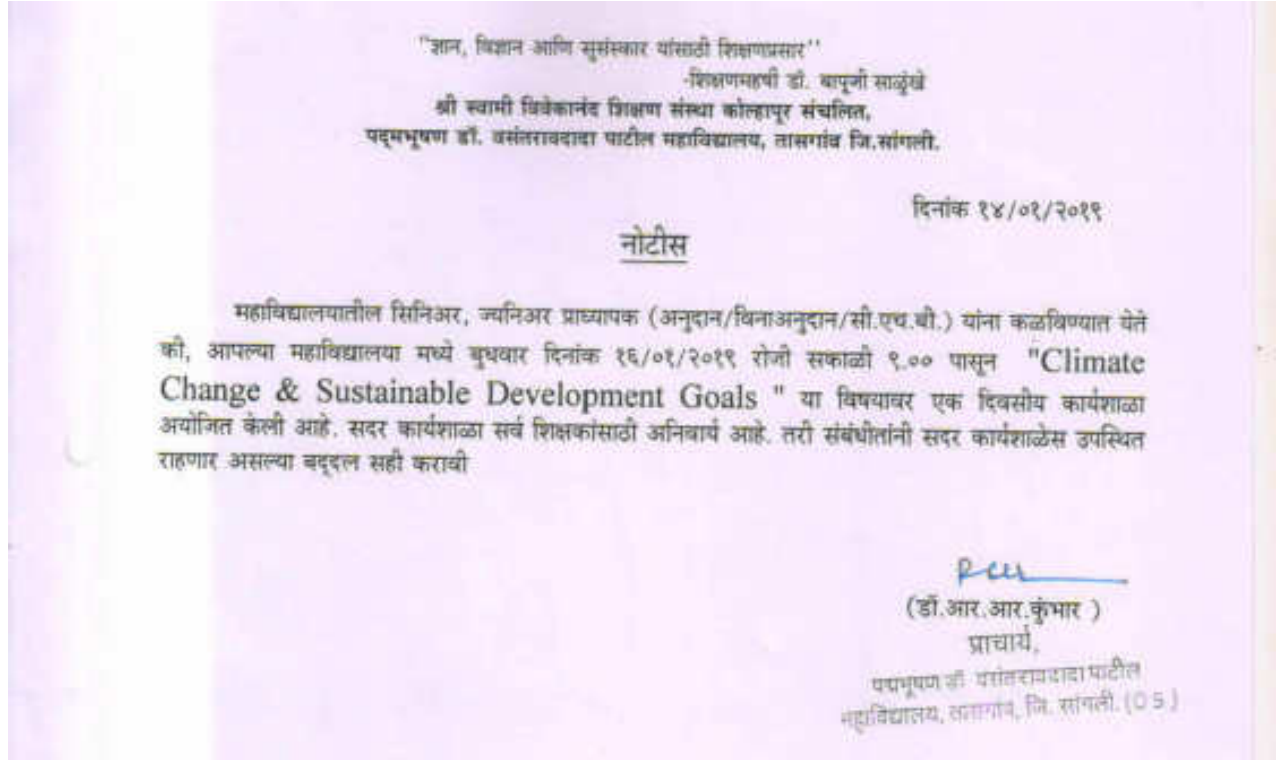 "ज्ञान, विज्ञान आणि सुसंस्कार यांसाठी शिक्षणप्रसार''
-शिक्षणमहर्षी डॉ. बापूजी साळुंखे
श्री स्वामी विवेकानंद शिक्षण संस्था कोल्हापूर संचलित,
पद्मभूषण डॉ. वसंतरावदादा पाटील महाविद्यालय, तासगांव जि.सांगली.
दिनांक १४/०१/२०१९
नोटीस
महाविद्यालयातील सिनिअर, ज्यनिअर प्राध्यापक (अनुदान/विनाअनुदान/सी.एच.बी.) यांना कळविण्यात येते
की, आपल्या महाविद्यालया मध्ये बुधवार दिनांक १६/०१/२०१९ रोजी सकाळी ९.०० पासून "Climate
Change & Sustainable Development Goals " या विषयावर एक दिवसीय कार्यशाळा
अयोजित केली आहे. सदर कार्यशाळा सर्व शिक्षकांसाठी अनिवार्य आहे. तरी संबंधीतांनी सदर कार्यशाळेस उपस्थित
राहणार असल्या बद्दल सही करावी
(डॉ.आर.आर.कुंभार )
प्राचार्य,
पद्मभूषण डॉ वसंतरावदादा पाटील
महाविद्यालय, तासगांव, जि. सांगली. (O S )